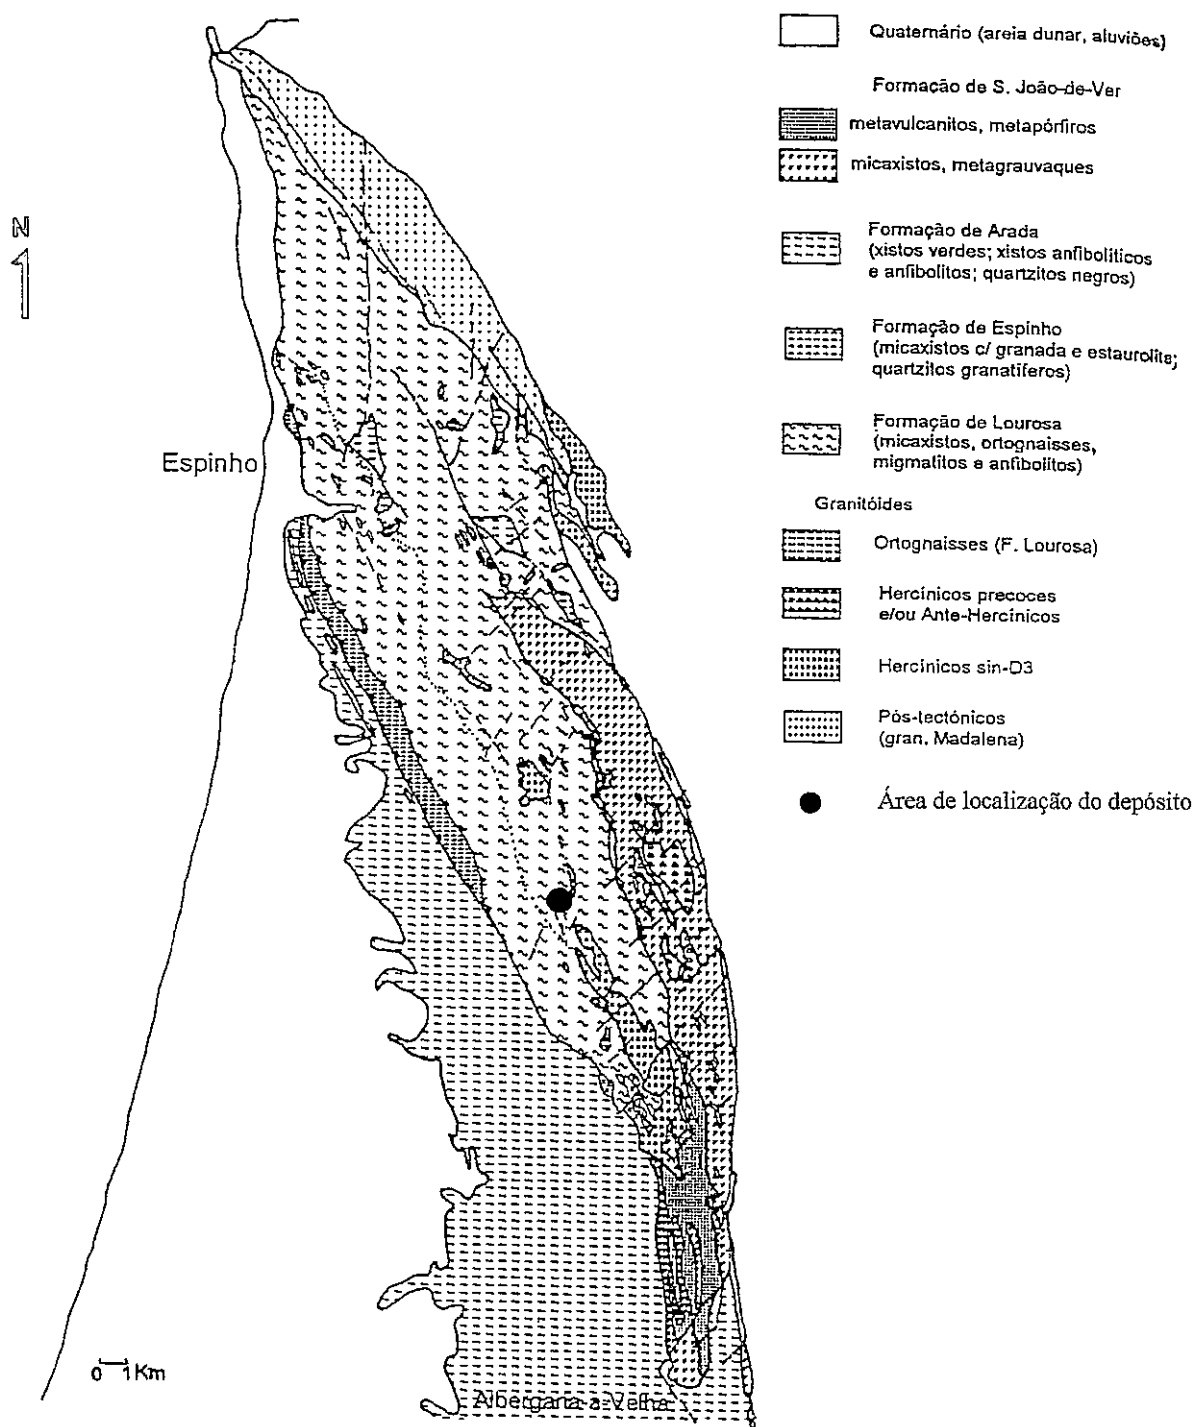 Quaternário (areia dunar, aluviões)
Formação de S. João-de-Ver
metavulcanitos, metapórfiros
micaxistos, metagrauvaques
N
Formação de Arada
(xistos verdes; xistos anfibolíticos
e anfibolitos; quartzitos negros)
Formação de Espinho
(micaxistos c/ granada e estaurolite;
quartzitos granatíferos)
Formação de Lourosa
(micaxistos, ortognaisses,
migmatitos e anfibolitos)
Espinho
Granitóides
Ortognaisses (F. Lourosa)
Hercínicos precoces
e/ou Ante-Hercínicos
Hercínicos sin-D3
Pós-tectónicos
(gran. Madalena)
Área de localização do depósito
0 1Km
Albergaria-a-Velha